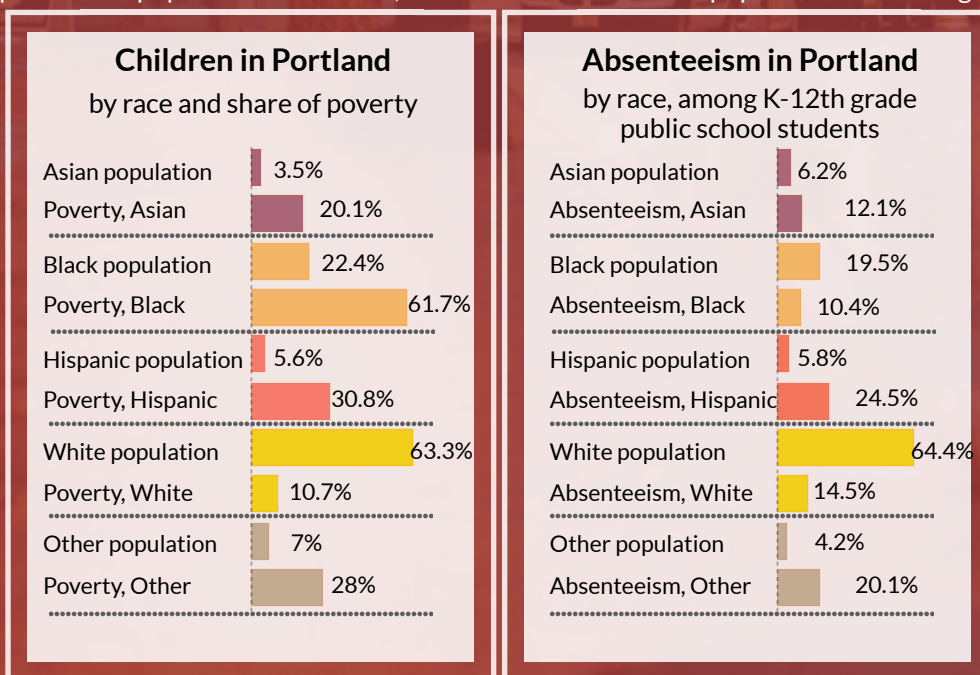 Children in Portland
by race and share of poverty
Asian population 3.5%
Poverty, Asian 20.1%
Black population 22.4%
Poverty, Black 61.7%
Hispanic population 5.6%
Poverty, Hispanic 30.8%
White population 63.3%
Poverty, White 10.7%
Other population 7%
Poverty, Other 28%
Absenteeism in Portland
by race, among K-12th grade
public school students
Asian population 6.2%
Absenteeism, Asian 12.1%
Black population 19.5%
Absenteeism, Black 10.4%
Hispanic population 5.8%
Absenteeism, Hispanic 24.5%
White population 64.4%
Absenteeism, White 14.5%
Other population 4.2%
Absenteeism, Other 20.1%